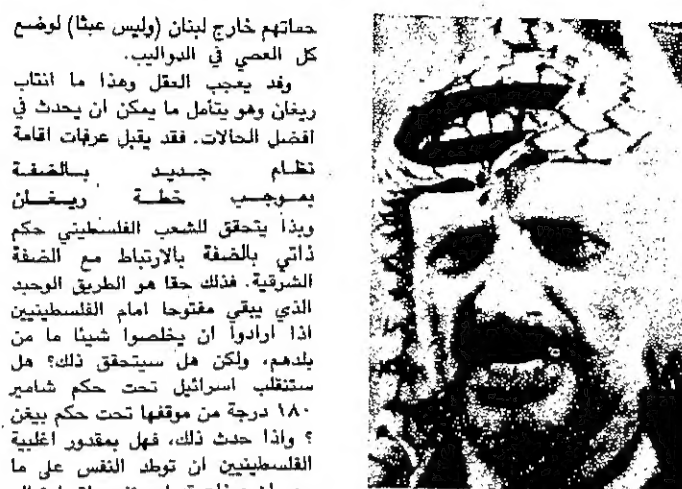 حماتهم خارج لبنان (وليس عبثا) لوضع
كل العصي في الدواليب.
وقد يعجب العقل وهذا ما انتاب
ريغان وهو يتأمل ما يمكن ان يحدث في
افضل الحالات. فقد يقبل عرفات اقامة
نظام جديد بالضفة
بموجب خطة ريغان
وبذا يتحقق للشعب الفلسطيني حكم
ذاتي بالضفة بالارتباط مع الضفة
الشرقية. فذلك حقا هو الطريق الوحيد
الذي يبقى مفتوحا امام الفلسطينيين
اذا ارادوا ان يخلصوا شيئا ما من
بلدهم، ولكن هل سيتحقق ذلك؟ هل
ستنقلب اسرائيل تحت حكم شامير
١٨٠ درجة من موقفها تحت حكم بيغن
؟ واذا حدث ذلك، فهل بمقدور اغلبية
الفلسطينيين ان توطد النفس على ما